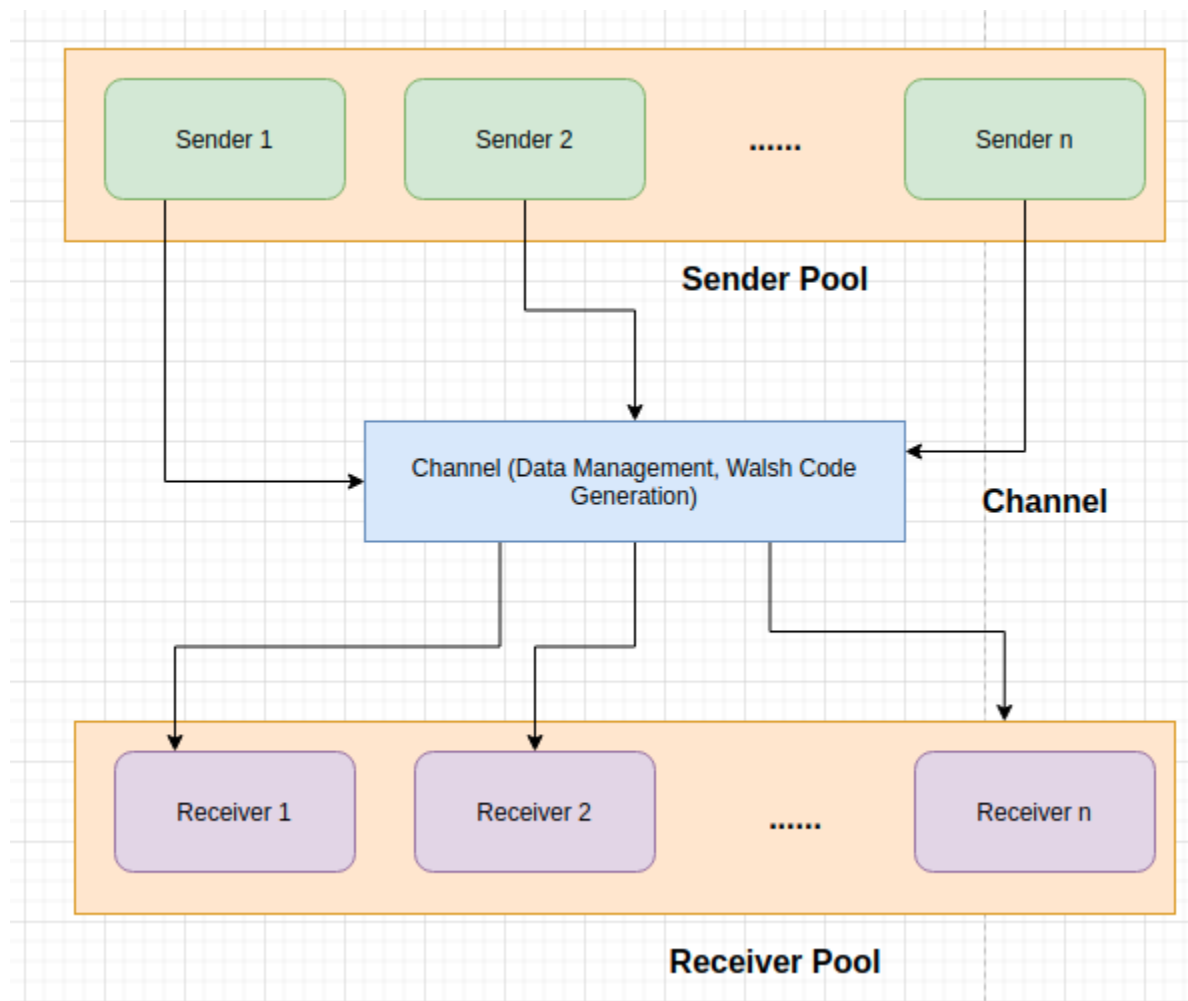 Sender 1
Sender 2
......
Sender n
Sender Pool
Channel (Data Management, Walsh Code
Generation)
Channel
Receiver 1
Receiver 2
......
Receiver n
Receiver Pool